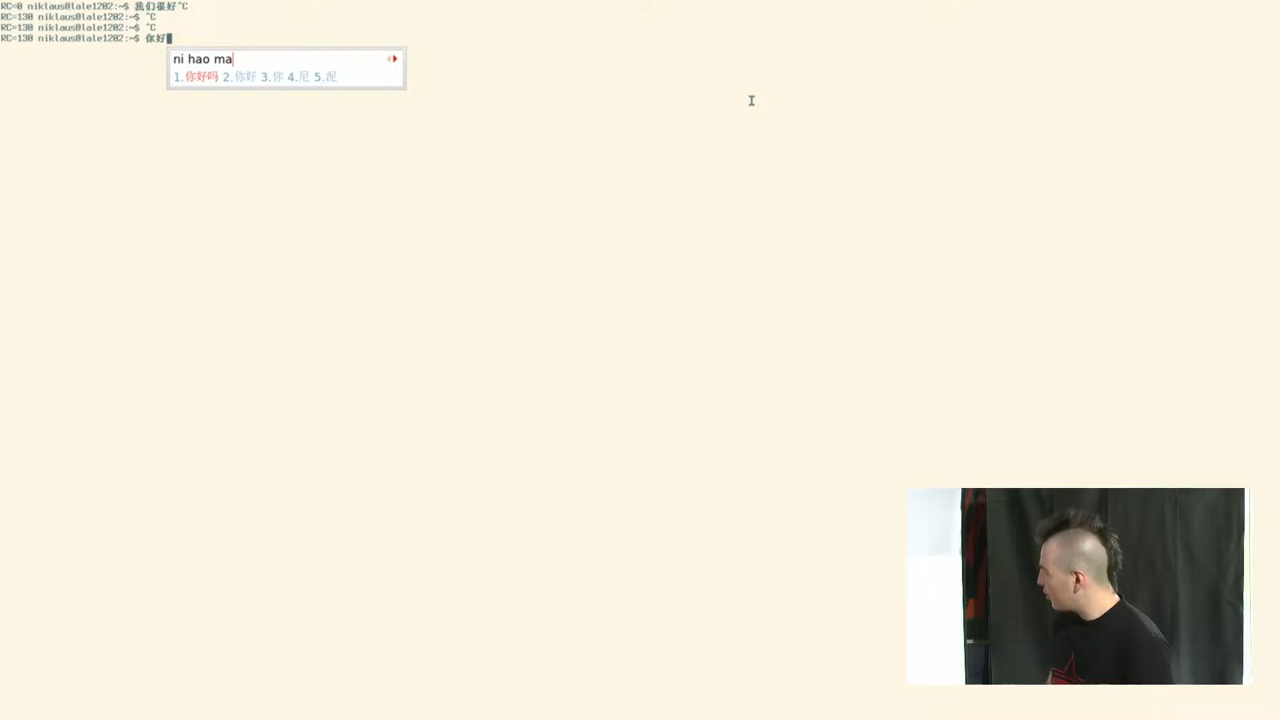 RC=0 niklaus@lale1202:~$ 我们很好^C
RC=130 niklaus@lale1202:~$ ^C
RC=130 niklaus@lale1202:~$ ^C
RC=130 niklaus@lale1202:~$ 你好
ni hao ma
1.你好吗 2.你好 3.你 4.尼 5.泥